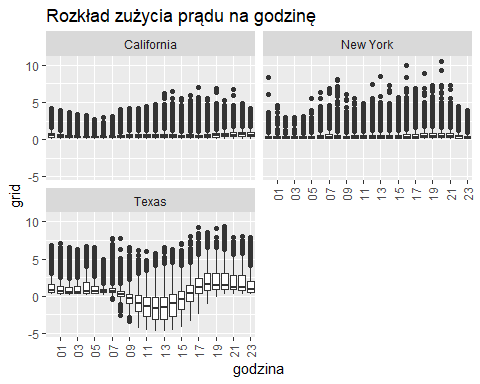 Rozkład zużycia prądu na godzinę
California
New York
10
5
0
-5
01 03 05 07 09 11 13 15 17 19 21 23
Texas
10
5
0
-5
01 03 05 07 09 11 13 15 17 19 21 23
grid
godzina